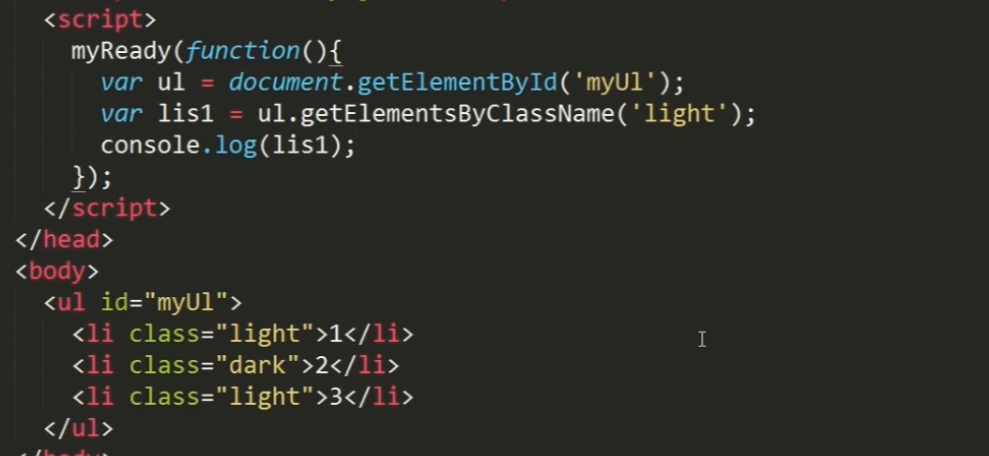 <script>
myReady(function(){
var ul = document.getElementById('myUl');
var lis1 = ul.getElementsByClassName('light');
console.log(lis1);
});
</script>
</head>
<body>
<ul id="myUl">
<li class="light">1</li>
<li class="dark">2</li>
<li class="light">3</li>
</ul>